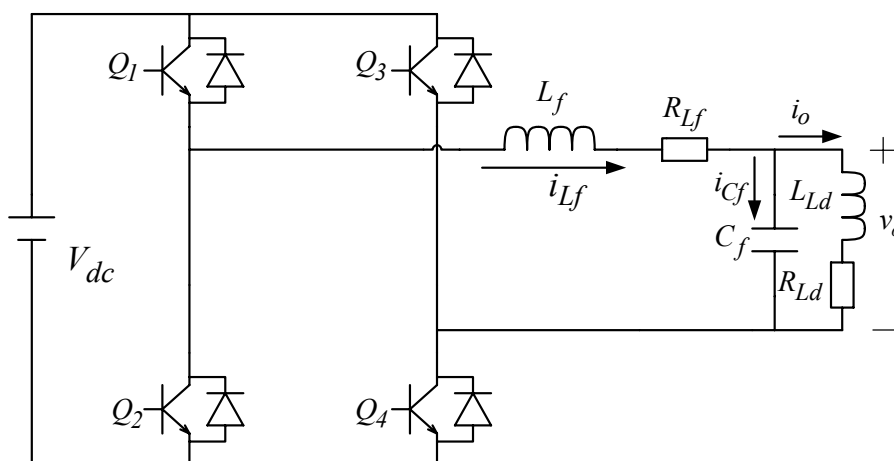 Q1
Q3
Lf
RLf
io
+
iLf
iCf
LLd
Vdc
Cf
vo
RLd
−
Q2
Q4